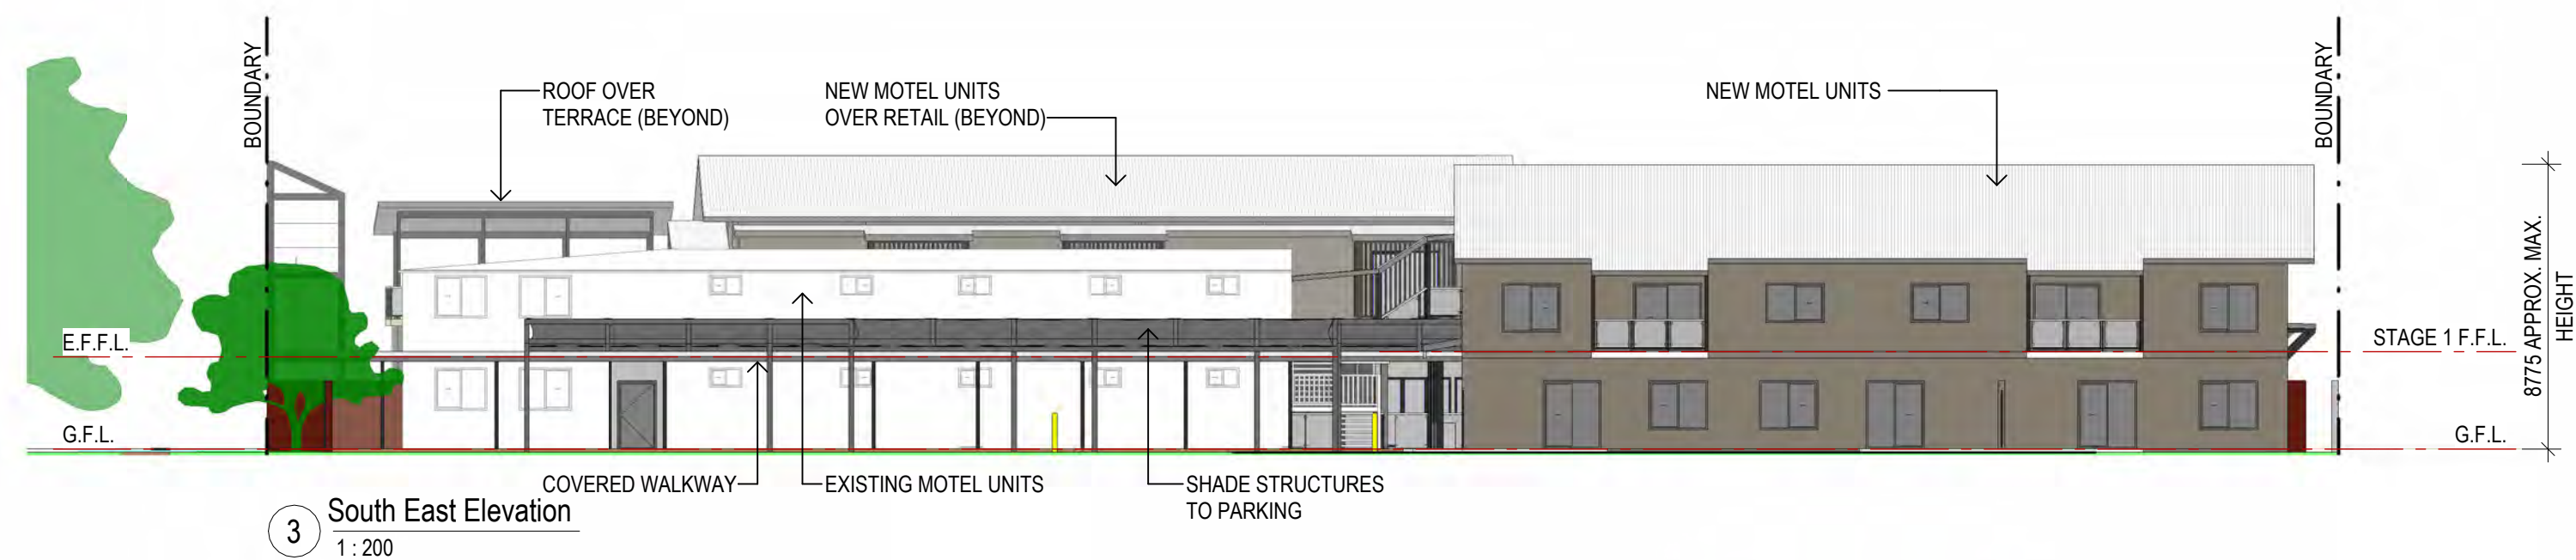 BOUNDARY
ROOF OVER
TERRACE (BEYOND)
NEW MOTEL UNITS
OVER RETAIL (BEYOND)
NEW MOTEL UNITS
BOUNDARY
8775 APPROX. MAX.
HEIGHT
E.F.F.L.
STAGE 1 F.F.L.
G.F.L.
G.F.L.
COVERED WALKWAY
EXISTING MOTEL UNITS
SHADE STRUCTURES
TO PARKING
3
South East Elevation
1 : 200